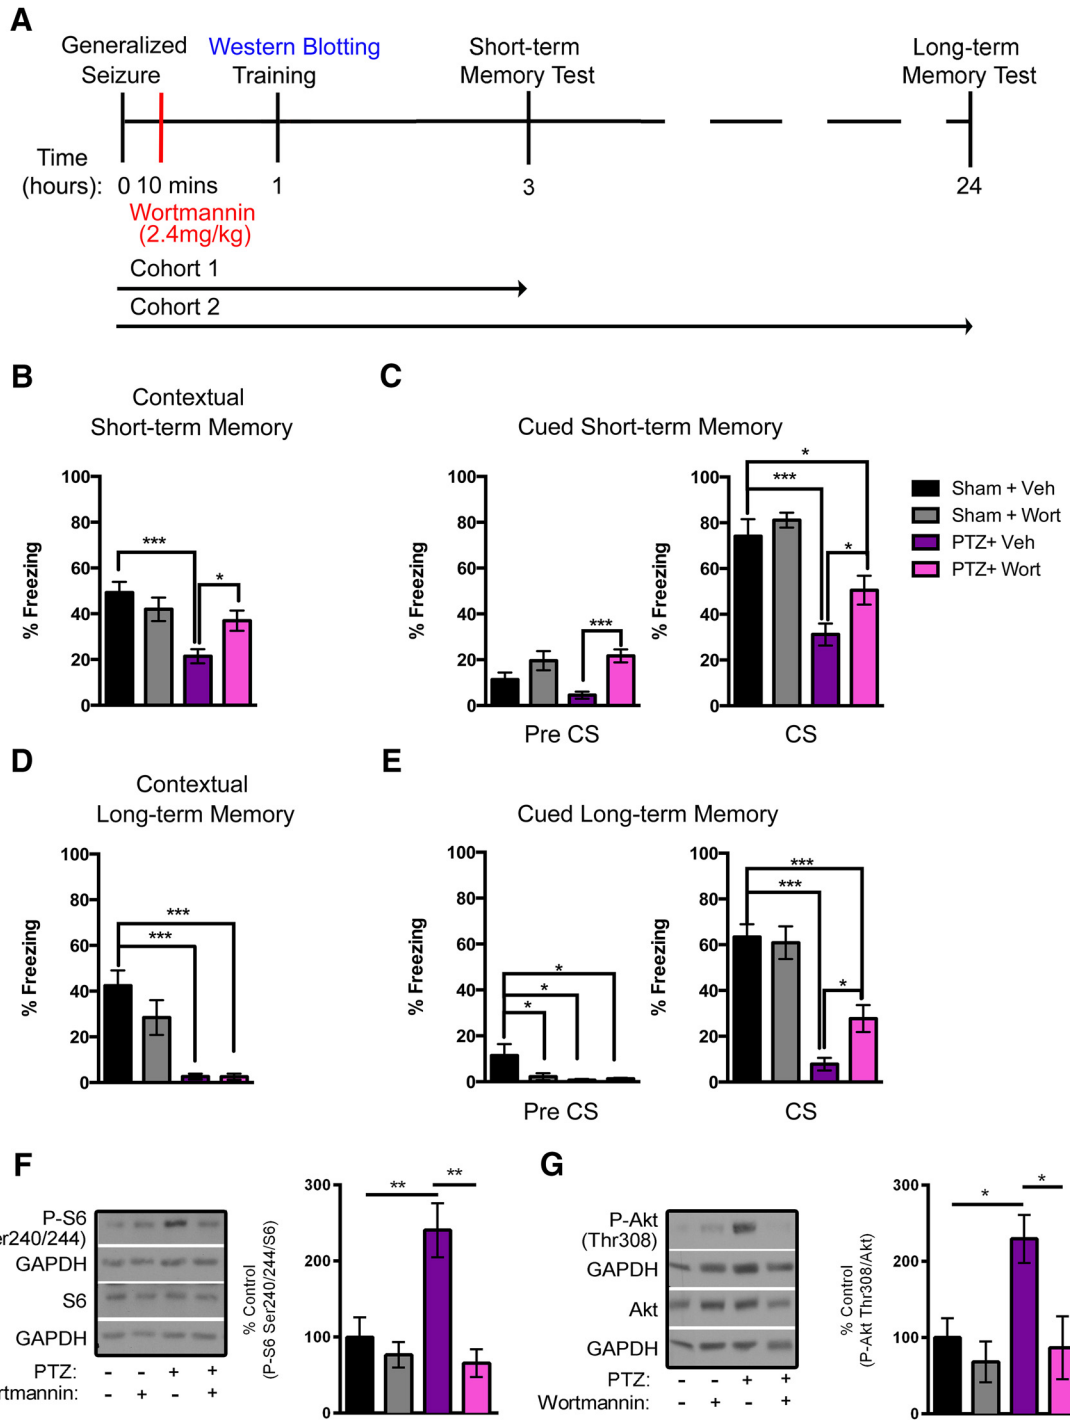 A
Generalized
Seizure
Western Blotting
Training
Short-term
Memory Test
Long-term
Memory Test
Time
(hours):
0 10 mins
1
3
24
Wortmannin
(2.4mg/kg)
Cohort 1
Cohort 2
B
Contextual
Short-term Memory
% Freezing
100
80
60
40
20
0
***
*
C
Cued Short-term Memory
% Freezing
100
80
60
40
20
0
***
Pre CS
% Freezing
100
80
60
40
20
0
*
***
*
CS
Sham + Veh
Sham + Wort
PTZ+ Veh
PTZ+ Wort
D
Contextual
Long-term Memory
% Freezing
100
80
60
40
20
0
***
***
E
Cued Long-term Memory
% Freezing
100
80
60
40
20
0
*
*
*
Pre CS
% Freezing
100
80
60
40
20
0
***
***
*
CS
F
P-S6
er240/244)
GAPDH
S6
GAPDH
PTZ: - - + +
rtmannin: - + - +
% Control
(P-S6 Ser240/244/S6)
300
200
100
0
**
**
G
P-Akt
(Thr308)
GAPDH
Akt
GAPDH
PTZ: - - + +
Wortmannin: - + - +
% Control
(P-Akt Thr308/Akt)
300
200
100
0
*
*